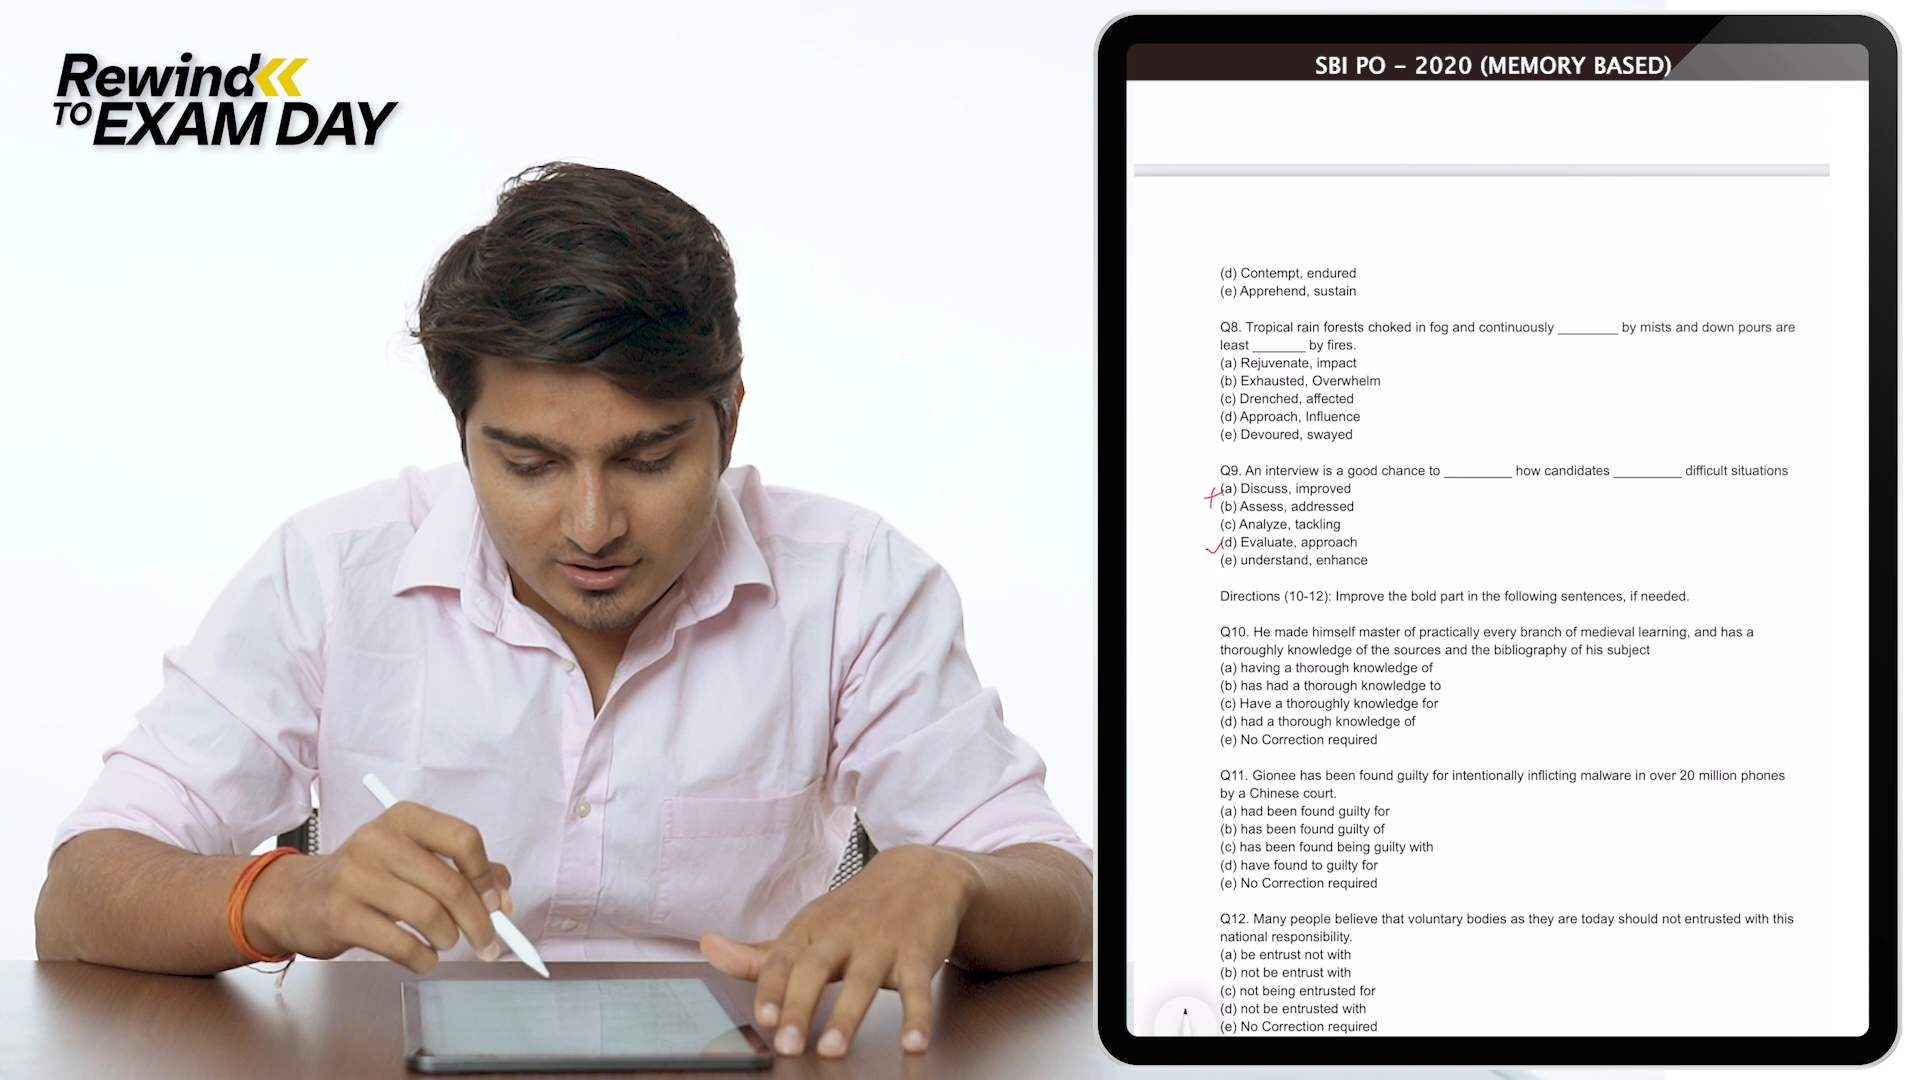 Rewind
TO EXAM DAY
SBI PO – 2020 (MEMORY BASED)
(d) Contempt, endured
(e) Apprehend, sustain
Q8. Tropical rain forests choked in fog and continuously ________ by mists and down pours are
least _______ by fires.
(a) Rejuvenate, impact
(b) Exhausted, Overwhelm
(c) Drenched, affected
(d) Approach, Influence
(e) Devoured, swayed
Q9. An interview is a good chance to _________ how candidates _________ difficult situations
(a) Discuss, improved
(b) Assess, addressed
(c) Analyze, tackling
(d) Evaluate, approach
(e) understand, enhance
Directions (10-12): Improve the bold part in the following sentences, if needed.
Q10. He made himself master of practically every branch of medieval learning, and has a
thoroughly knowledge of the sources and the bibliography of his subject
(a) having a thorough knowledge of
(b) has had a thorough knowledge to
(c) Have a thoroughly knowledge for
(d) had a thorough knowledge of
(e) No Correction required
Q11. Gionee has been found guilty for intentionally inflicting malware in over 20 million phones
by a Chinese court.
(a) had been found guilty for
(b) has been found guilty of
(c) has been found being guilty with
(d) have found to guilty for
(e) No Correction required
Q12. Many people believe that voluntary bodies as they are today should not entrusted with this
national responsibility.
(a) be entrust not with
(b) not be entrust with
(c) not being entrusted for
(d) not be entrusted with
(e) No Correction required